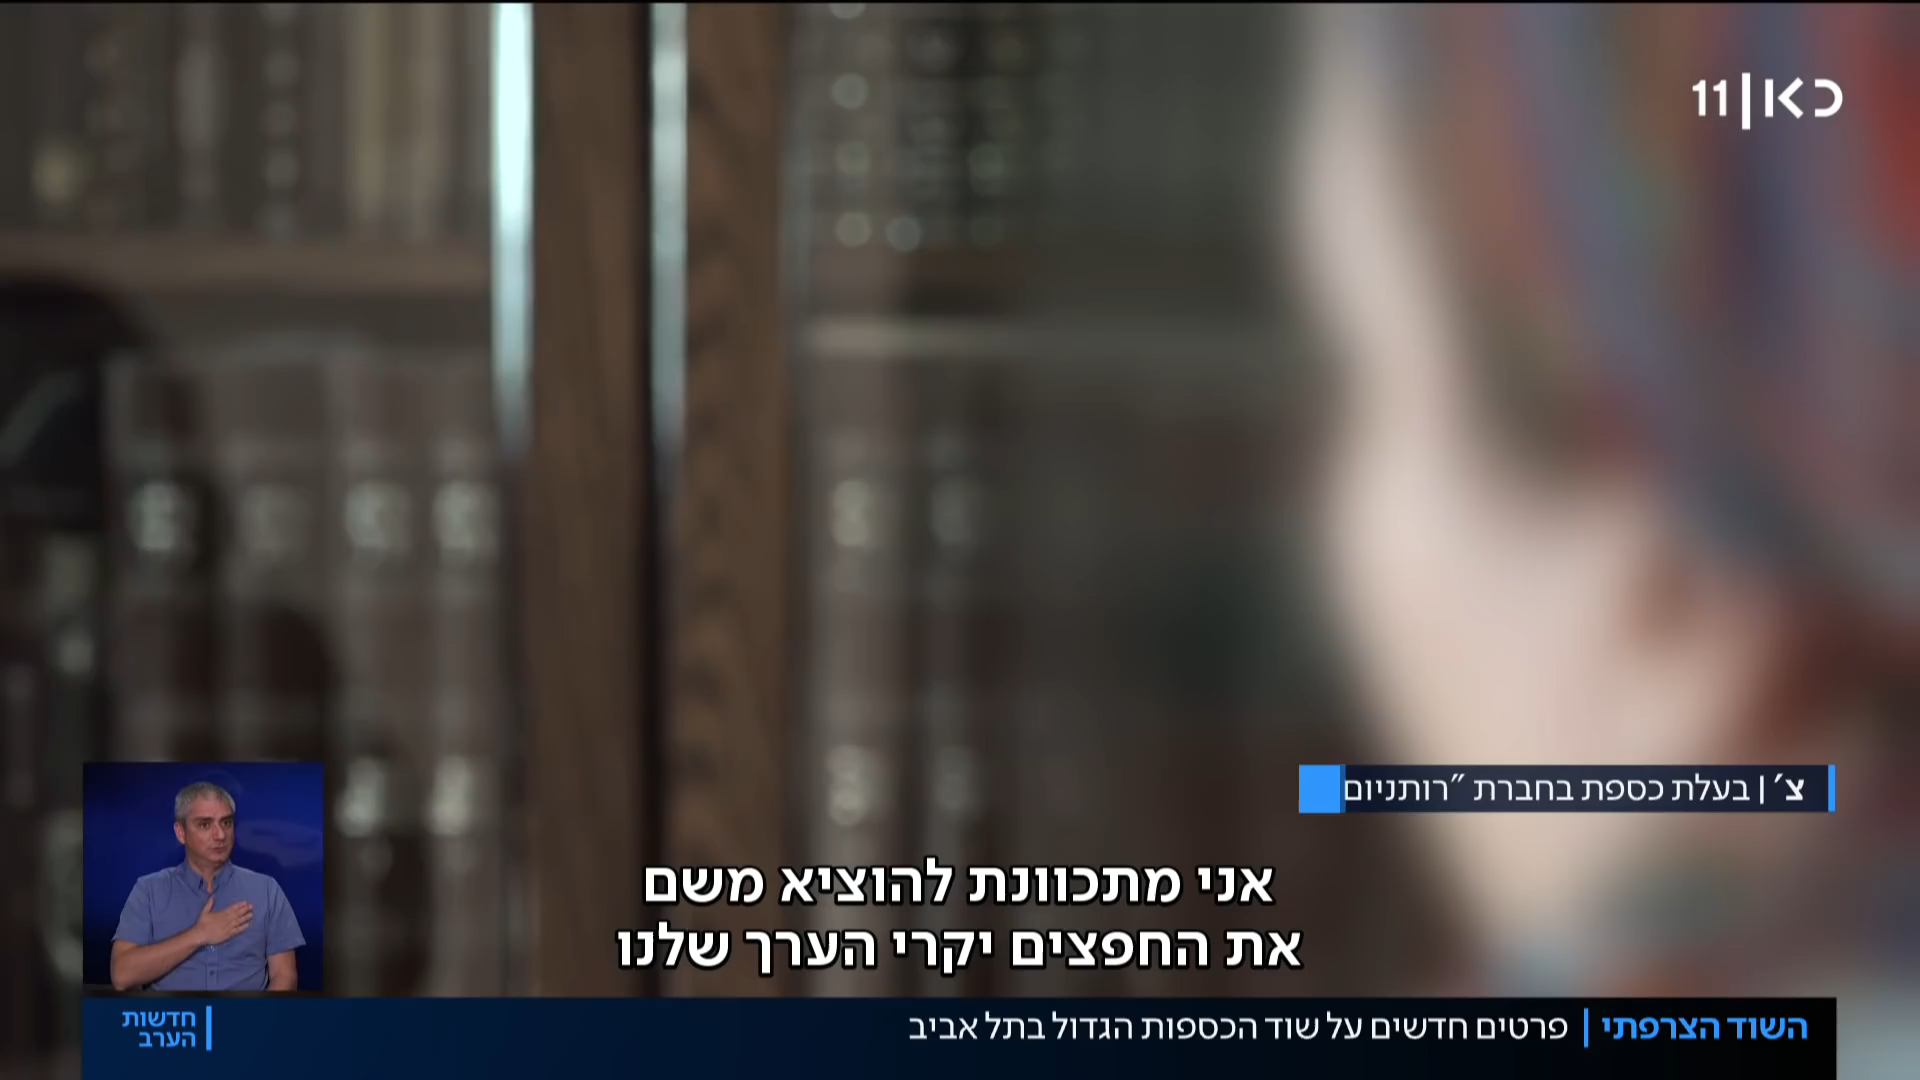 כאן 11
צ׳ | בעלת כספת בחברת ״רותניום
אני מתכוונת להוציא משם
את החפצים יקרי הערך שלנו
השוד הצרפתי | פרטים חדשים על שוד הכספות הגדול בתל אביב
חדשות
הערב